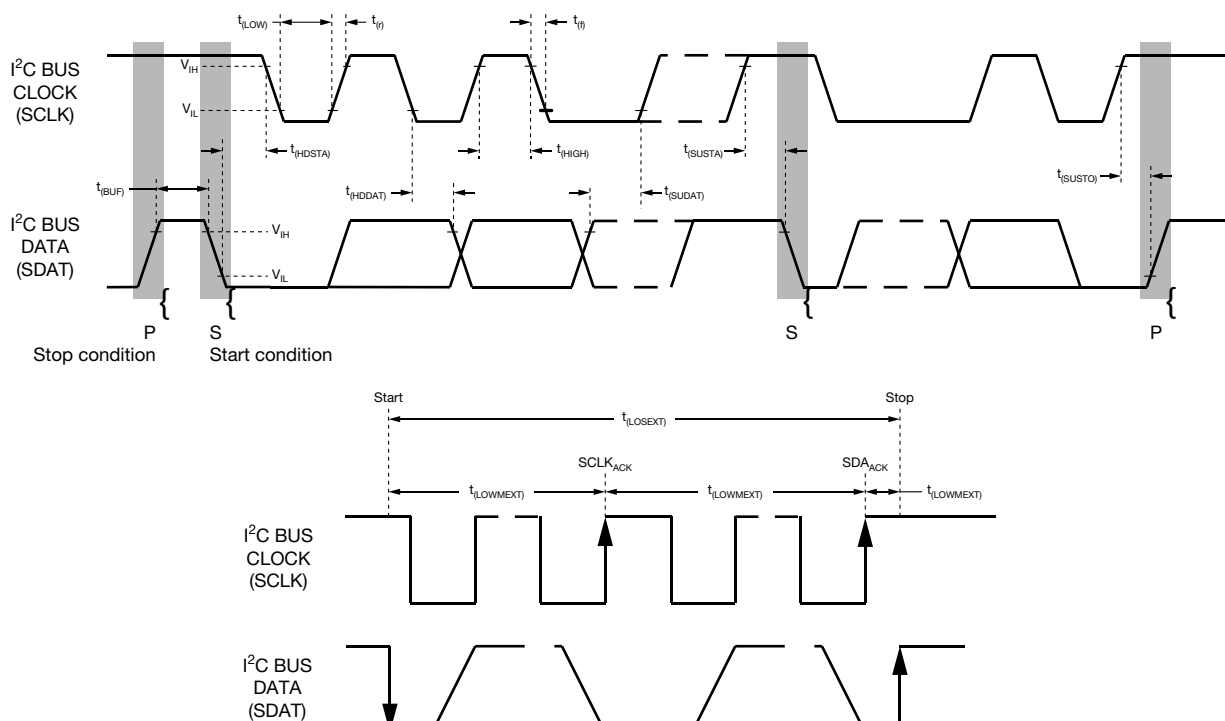 t(LOW) t(r) t(f)
I²C BUS
CLOCK
(SCLK)
VIH
VIL
t(HDSTA) t(HIGH) t(SUSTA)
t(BUF) t(HDDAT) t(SUDAT) t(SUSTO)
I²C BUS
DATA
(SDAT)
VIH
VIL
{ { { {
P S S P
Stop condition Start condition
Start Stop
t(LOSEXT)
SCLKACK SDAACK
t(LOWMEXT) t(LOWMEXT) t(LOWMEXT)
I²C BUS
CLOCK
(SCLK)
I²C BUS
DATA
(SDAT)